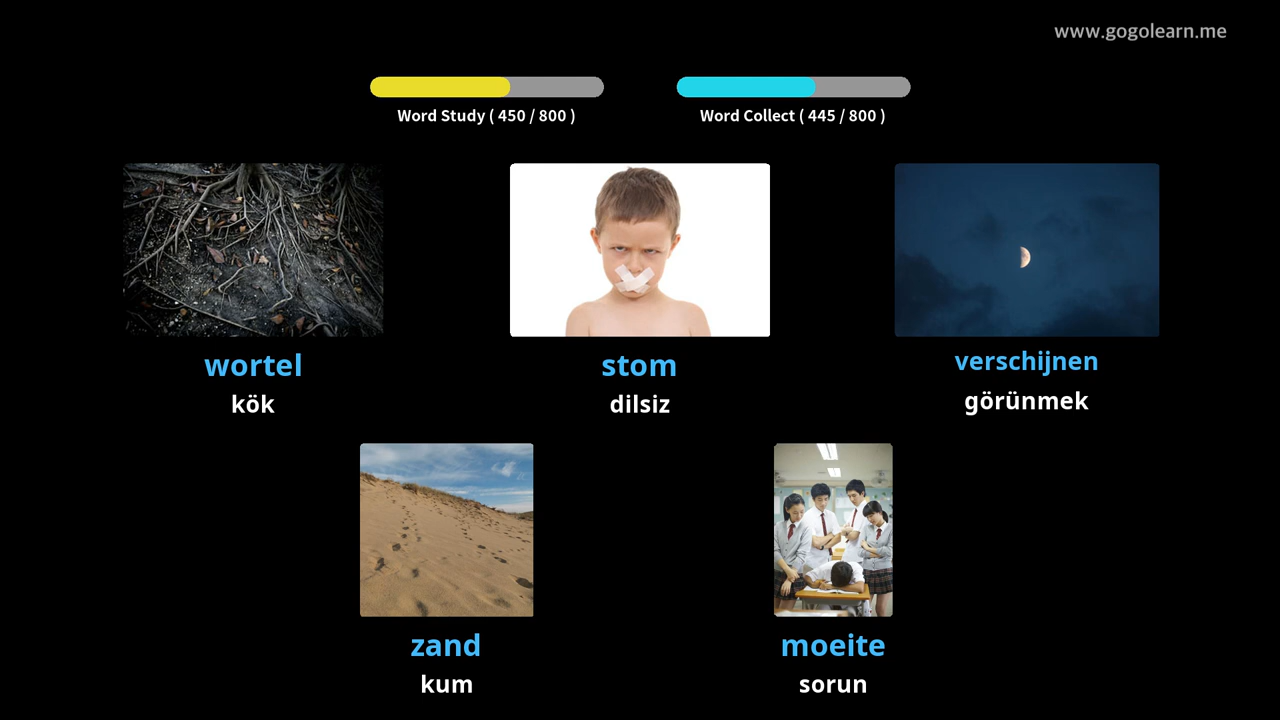 www.gogolearn.me
Word Study ( 450 / 800 )
Word Collect ( 445 / 800 )
wortel
kök
stom
dilsiz
verschijnen
görünmek
zand
kum
moeite
sorun